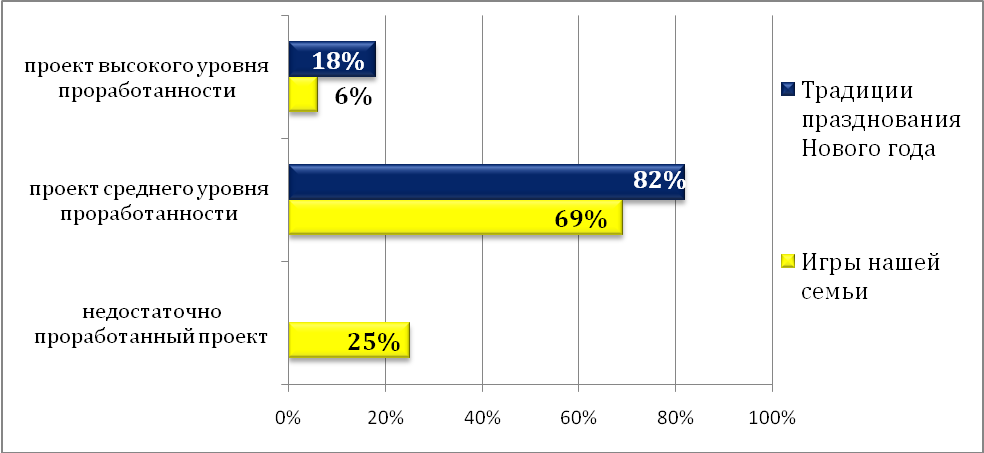 проект высокого уровня
проработанности
18%
6%
проект среднего уровня
проработанности
82%
69%
недостаточно
проработанный проект
25%
0%
20%
40%
60%
80%
100%
Традиции
празднования
Нового года
Игры нашей
семьи